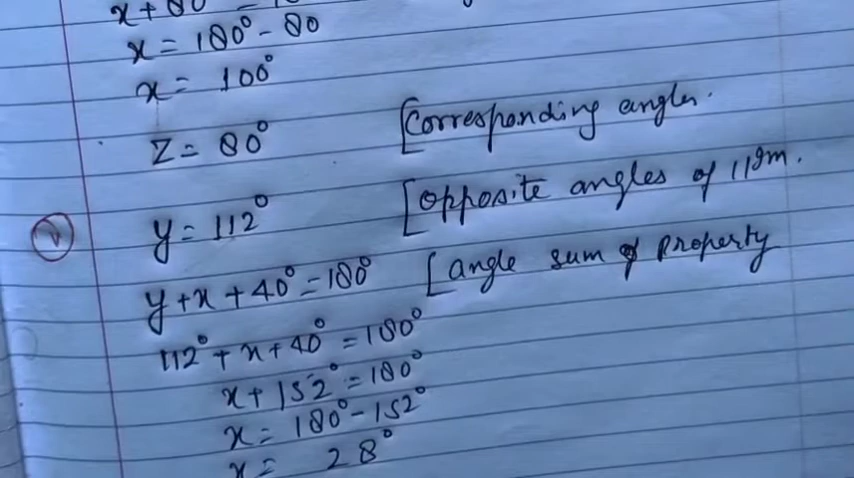 x + 80
x = 180° - 80
x = 100°
z = 80° [Corresponding angles.
(v) y = 112° [opposite angles of ||gm.
y + x + 40° = 180° [angle sum of property
112° + x + 40° = 180°
x + 152° = 180°
x = 180° - 152°
x = 28°